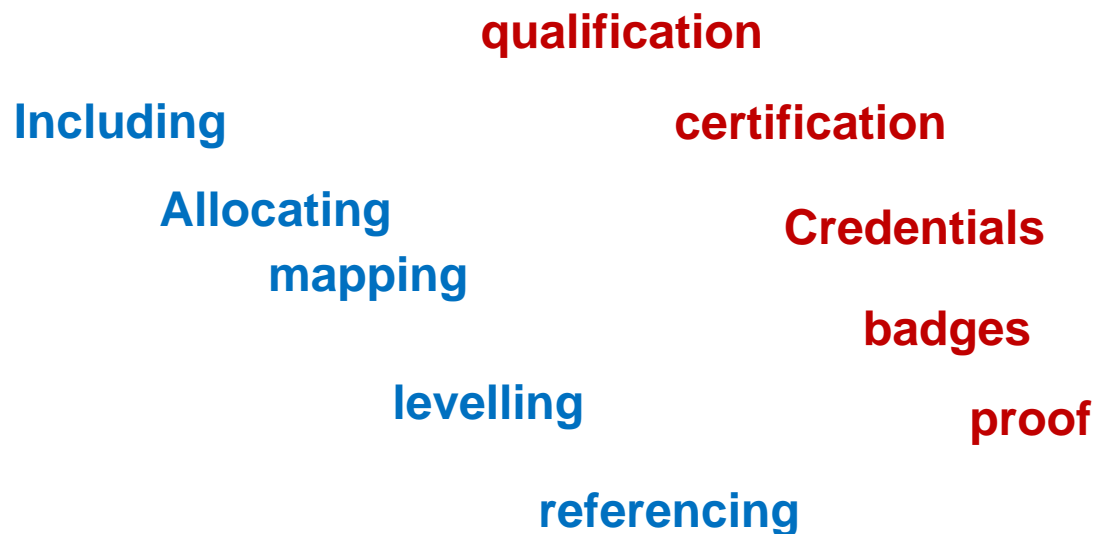 qualification
Including
certification
Allocating
Credentials
mapping
badges
levelling
proof
referencing